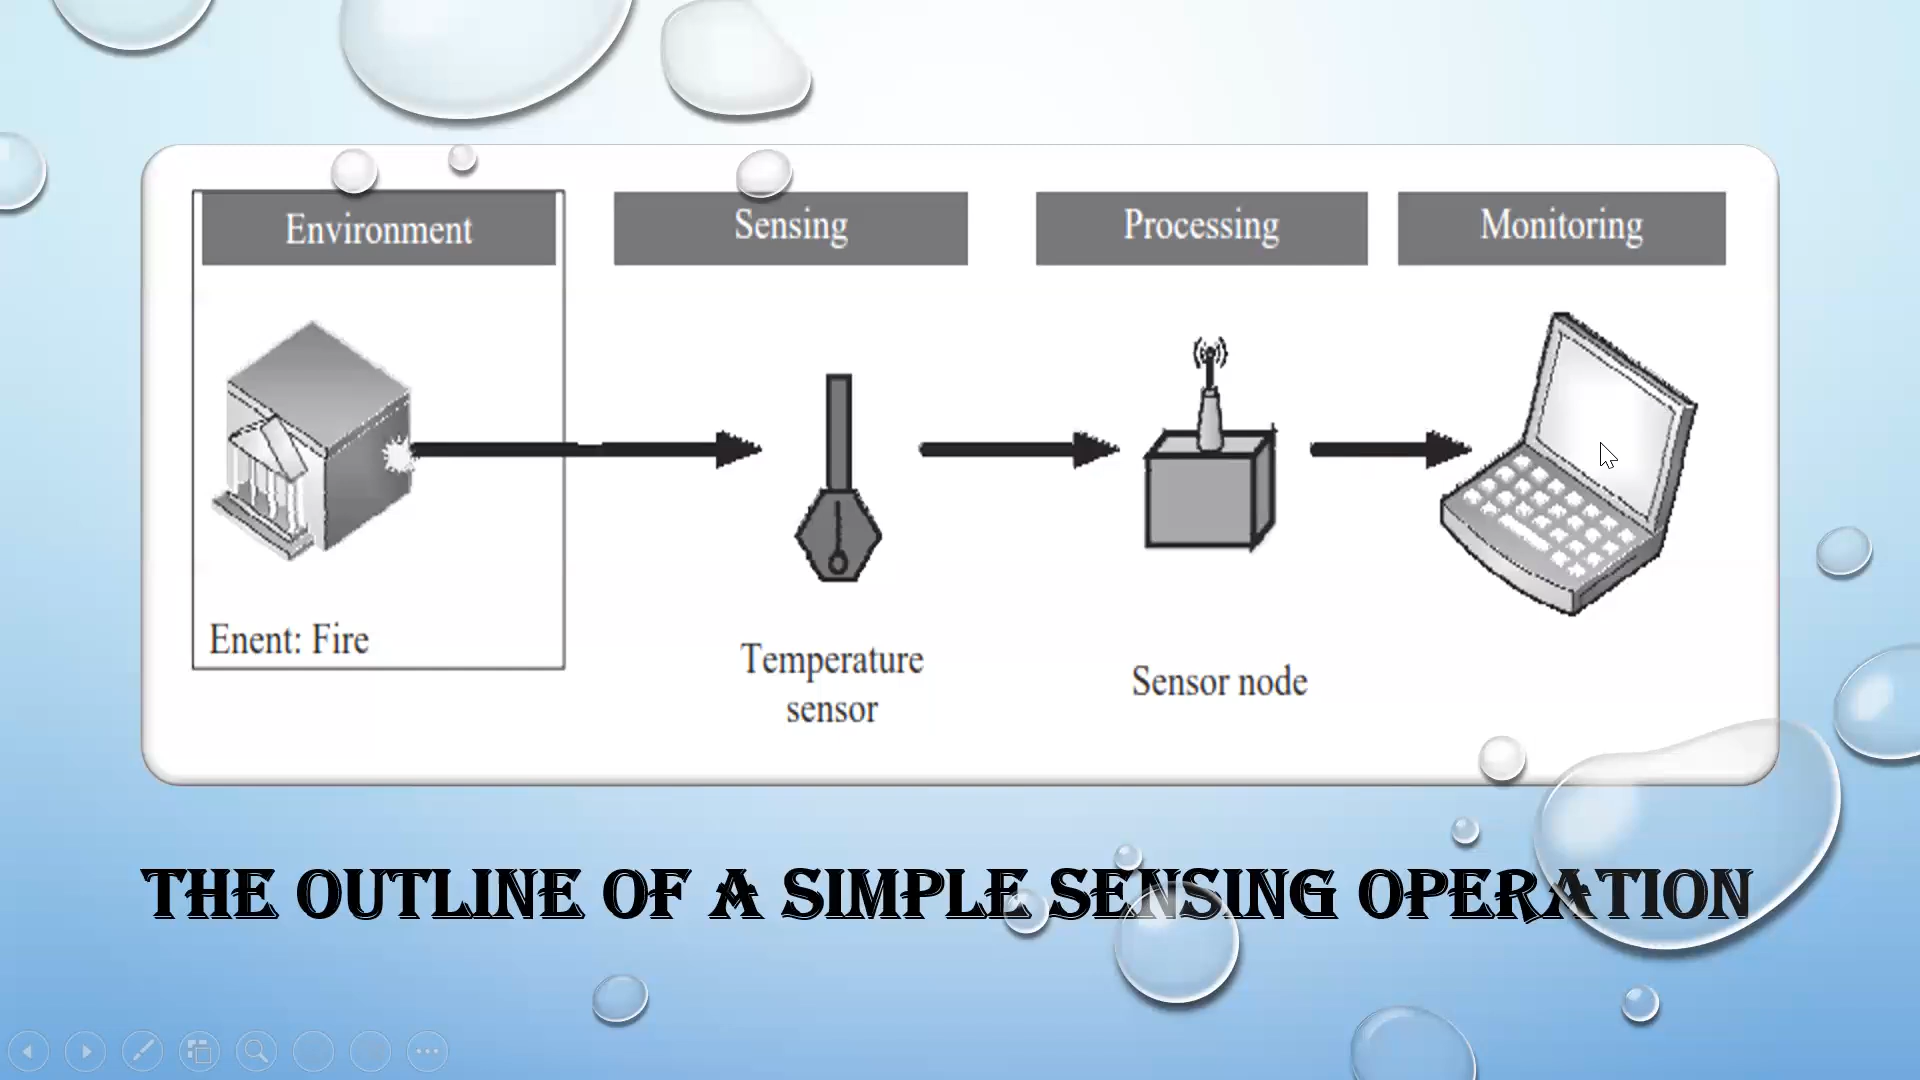 Environment
Sensing
Processing
Monitoring
Enent: Fire
Temperature
sensor
Sensor node
THE OUTLINE OF A SIMPLE SENSING OPERATION